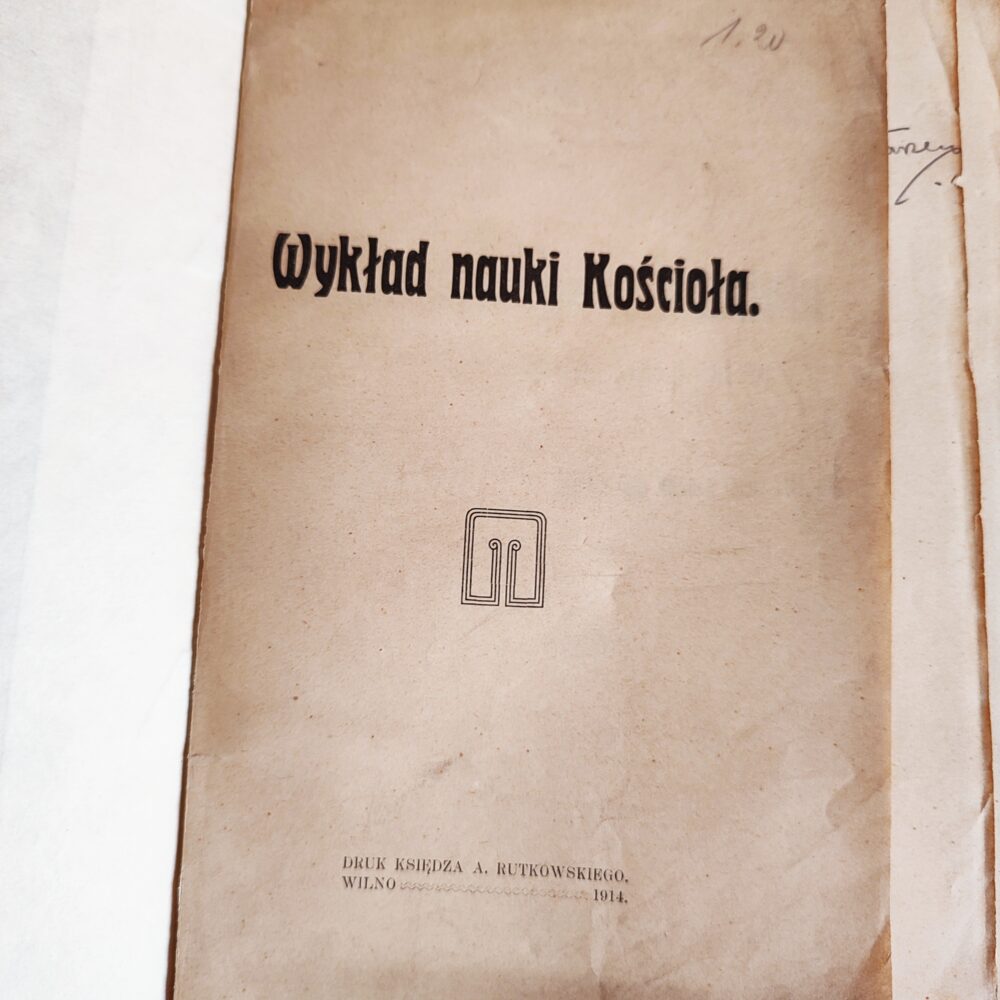 1.20
Wykład nauki Kościoła.
DRUK KSIĘDZA A. RUTKOWSKIEGO.
WILNO 1914.